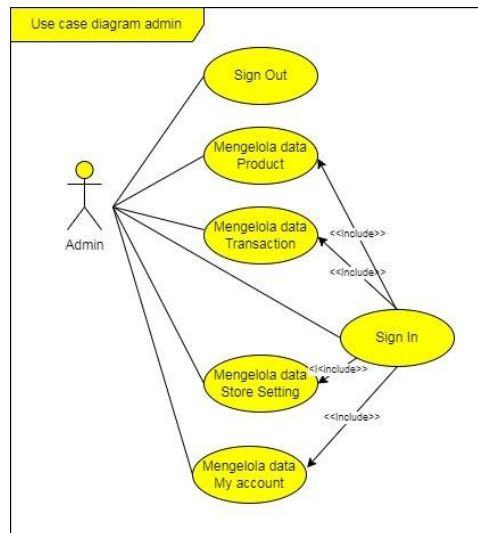 Use case diagram admin
Sign Out
Mengelola data
Product
Mengelola data
Transaction
Admin
<<Include>>
<<Include>>
Sign In
<I<include>>
Mengelola data
Store Setting
<<Include>>
Mengelola data
My account